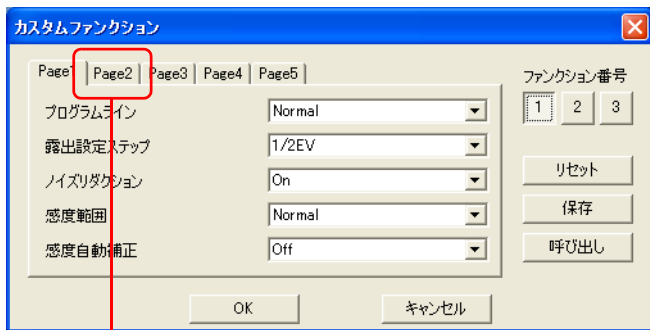 カスタムファンクション
Page1 Page2 Page3 Page4 Page5
プログラムライン Normal
露出設定ステップ 1/2EV
ノイズリダクション On
感度範囲 Normal
感度自動補正 Off
ファンクション番号
1 2 3
リセット
保存
呼び出し
OK キャンセル